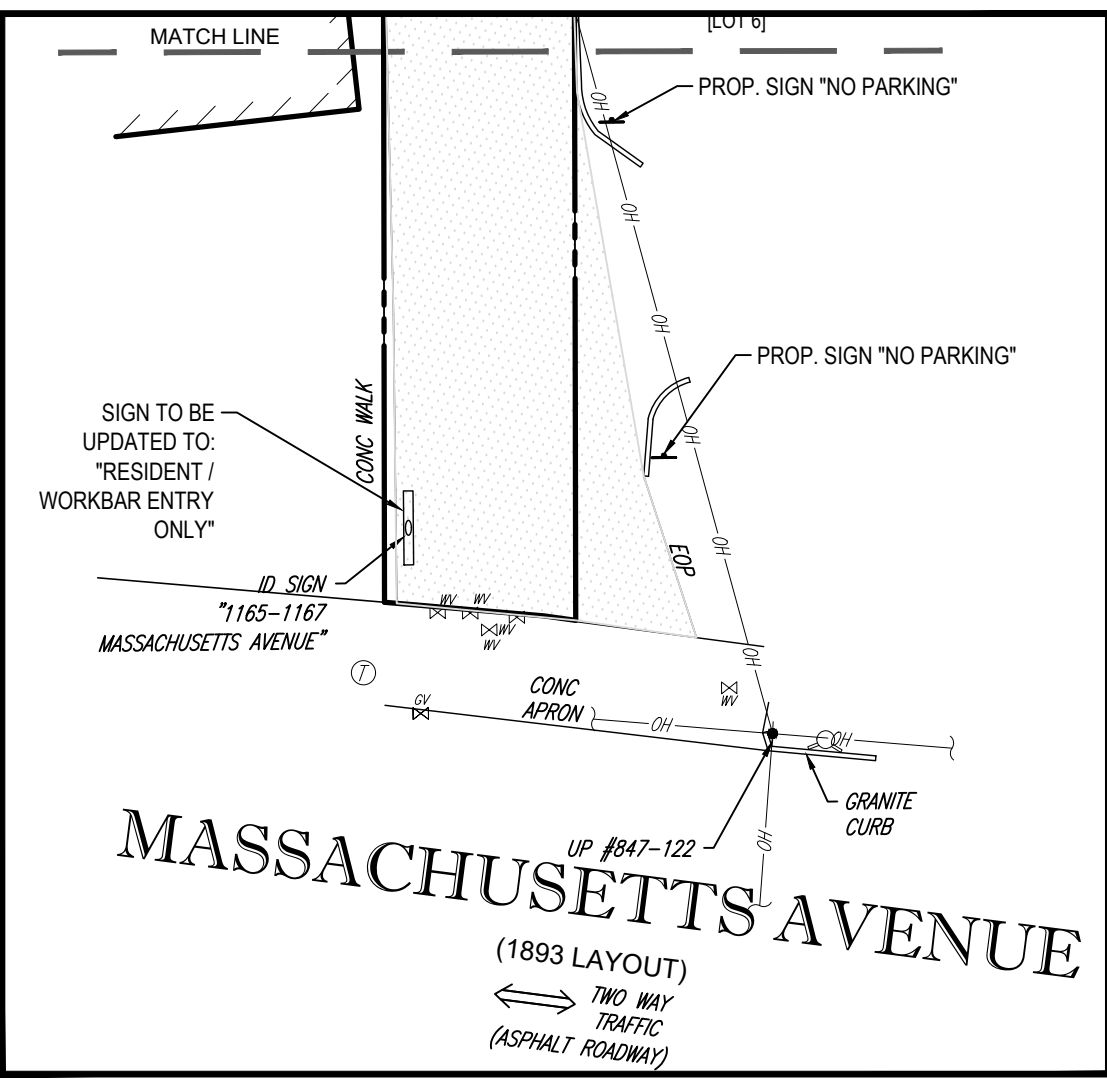 MATCH LINE
[LOT 6]
PROP. SIGN "NO PARKING"
OH
OH
OH
PROP. SIGN "NO PARKING"
CONC WALK
SIGN TO BE
UPDATED TO:
"RESIDENT /
WORKBAR ENTRY
ONLY"
OH
OH
EOP
ID SIGN
"1165-1167
MASSACHUSETTS AVENUE"
WV
WV
WV
WV
OH
T
GV
CONC
APRON
WV
OH
OH
GRANITE
CURB
UP #847-122
OH
MASSACHUSETTS AVENUE
(1893 LAYOUT)
TWO WAY
TRAFFIC
(ASPHALT ROADWAY)